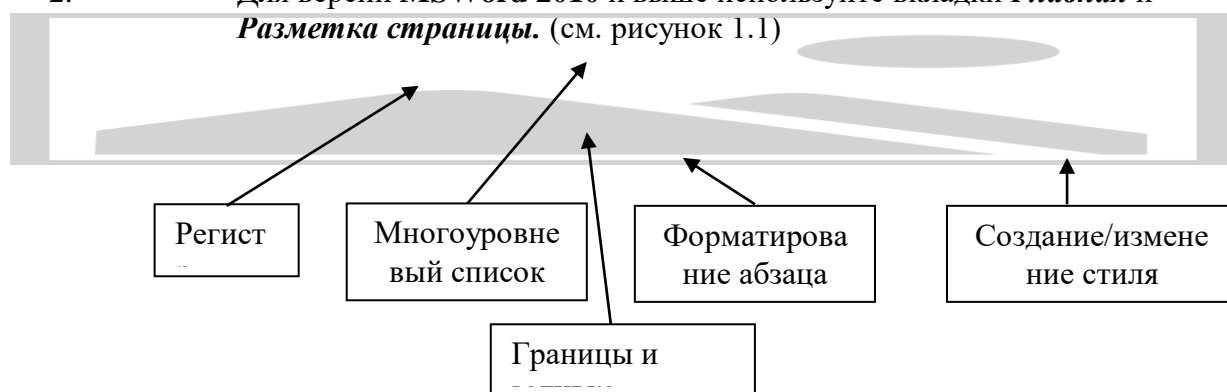 2. Для версии MSWord 2010 и выше используйте вкладки Главная и
Разметка страницы. (см. рисунок 1.1)
Регист
Многоуровне
вый список
Форматирова
ние абзаца
Создание/измене
ние стиля
Границы и